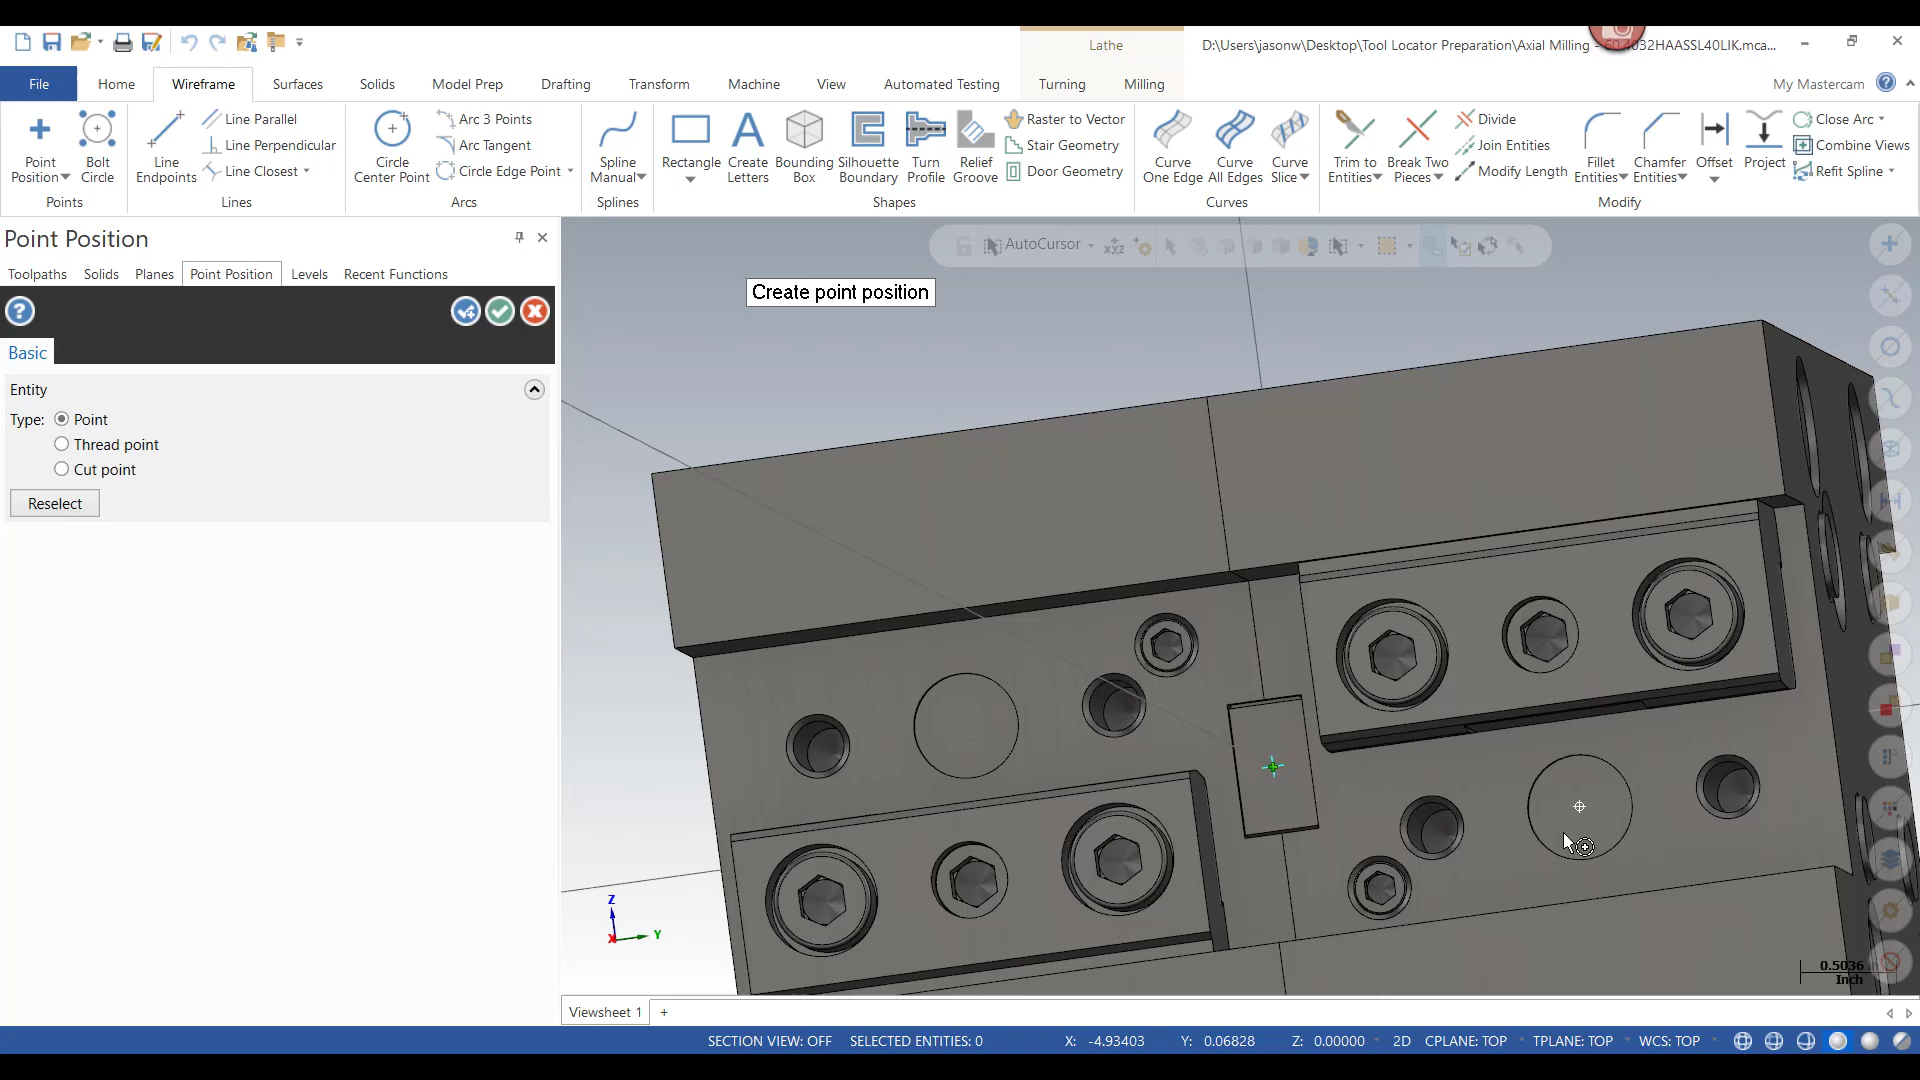 Lathe
D:\Users\jasonw\Desktop\Tool Locator Preparation\Axial Milling - 60.4032HAASSL40LIK.mca...
File Home Wireframe Surfaces Solids Model Prep Drafting Transform Machine View Automated Testing Turning Milling My Mastercam
Point Position
Bolt Circle
Points
Line Endpoints
Line Parallel
Line Perpendicular
Line Closest
Lines
Circle Center Point
Arc 3 Points
Arc Tangent
Circle Edge Point
Arcs
Spline Manual
Splines
Rectangle
Create Letters
Bounding Box
Silhouette Boundary
Turn Profile
Relief Groove
Raster to Vector
Stair Geometry
Door Geometry
Shapes
Curve One Edge
Curve All Edges
Curve Slice
Curves
Trim to Entities
Break Two Pieces
Divide
Join Entities
Modify Length
Fillet Entities
Chamfer Entities
Offset
Project
Close Arc
Combine Views
Refit Spline
Modify
Point Position
Toolpaths Solids Planes Point Position Levels Recent Functions
Basic
Entity
Type: Point
Thread point
Cut point
Reselect
AutoCursor
Create point position
Z
X
Y
0.5036 in
Inch
Viewsheet 1 +
SECTION VIEW: OFF SELECTED ENTITIES: 0 X: -4.93403 Y: 0.06828 Z: 0.00000 2D CPLANE: TOP TPLANE: TOP WCS: TOP